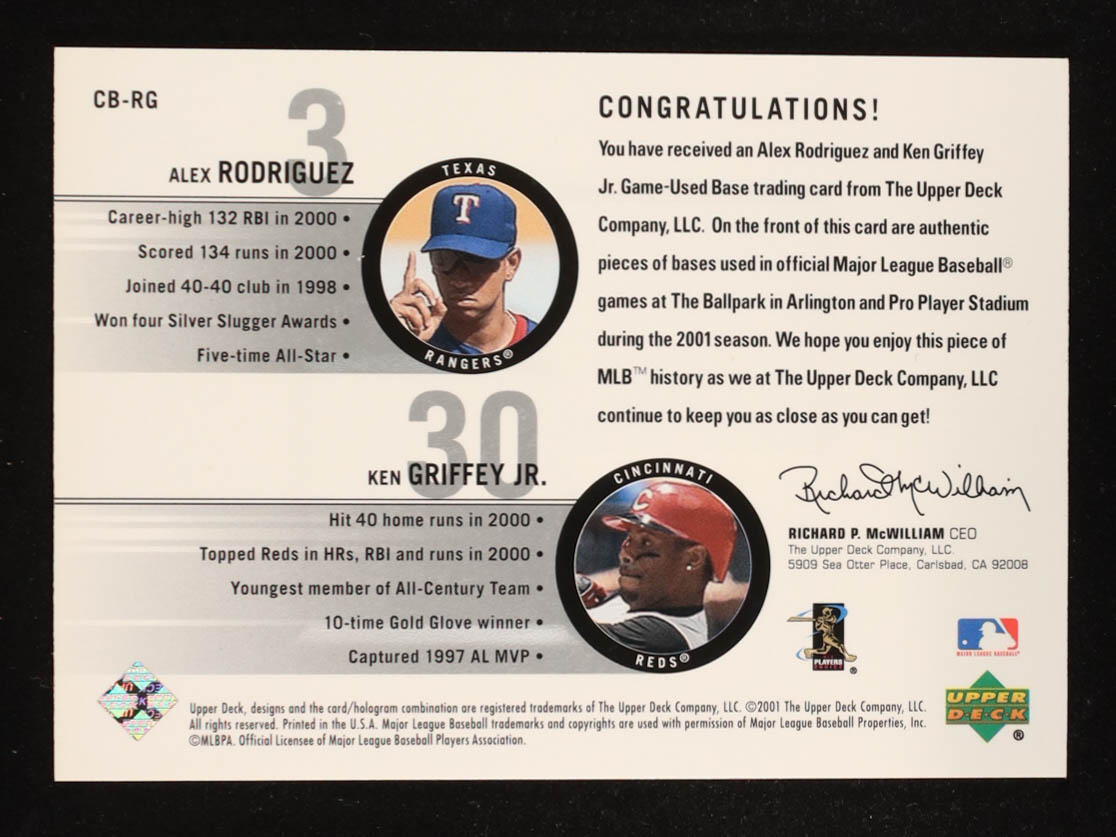 CB-RG
3
ALEX RODRIGUEZ
Career-high 132 RBI in 2000 •
Scored 134 runs in 2000 •
Joined 40-40 club in 1998 •
Won four Silver Slugger Awards •
Five-time All-Star •
TEXAS
T
RANGERS®
30
KEN GRIFFEY JR.
Hit 40 home runs in 2000 •
Topped Reds in HRs, RBI and runs in 2000 •
Youngest member of All-Century Team •
10-time Gold Glove winner •
Captured 1997 AL MVP •
CINCINNATI
C
REDS®
CONGRATULATIONS!
You have received an Alex Rodriguez and Ken Griffey
Jr. Game-Used Base trading card from The Upper Deck
Company, LLC. On the front of this card are authentic
pieces of bases used in official Major League Baseball®
games at The Ballpark in Arlington and Pro Player Stadium
during the 2001 season. We hope you enjoy this piece of
MLB™ history as we at The Upper Deck Company, LLC
continue to keep you as close as you can get!
Richard P. McWilliam
RICHARD P. McWILLIAM CEO
The Upper Deck Company, LLC.
5909 Sea Otter Place, Carlsbad, CA 92008
PLAYERS
CHOICE
®
MAJOR LEAGUE BASEBALL®
UPPER
D·E·C·K
®
Upper Deck, designs and the card/hologram combination are registered trademarks of The Upper Deck Company, LLC. ©2001 The Upper Deck Company, LLC.
All rights reserved. Printed in the U.S.A. Major League Baseball trademarks and copyrights are used with permission of Major League Baseball Properties, Inc.
©MLBPA. Official Licensee of Major League Baseball Players Association.